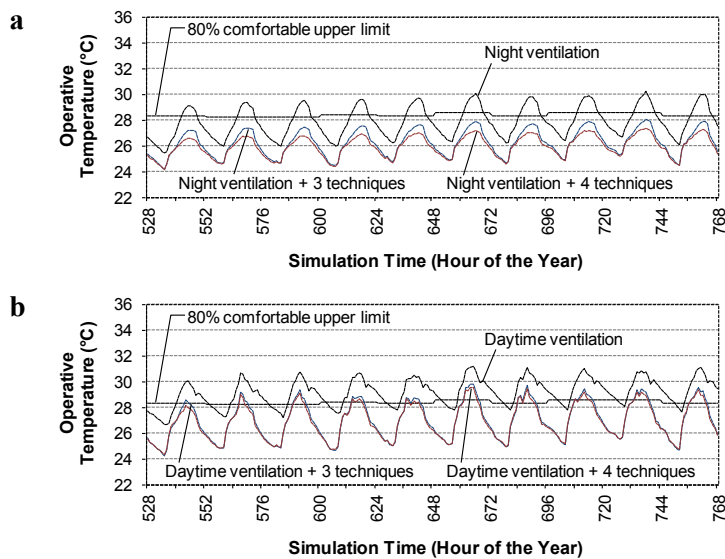 a
80% comfortable upper limit
Night ventilation
Operative
Temperature (°C)
36
34
32
30
28
26
24
22
Night ventilation + 3 techniques
Night ventilation + 4 techniques
528
552
576
600
624
648
672
696
720
744
768
Simulation Time (Hour of the Year)
b
80% comfortable upper limit
Daytime ventilation
Operative
Temperature (°C)
36
34
32
30
28
26
24
22
Daytime ventilation + 3 techniques
Daytime ventilation + 4 techniques
528
552
576
600
624
648
672
696
720
744
768
Simulation Time (Hour of the Year)